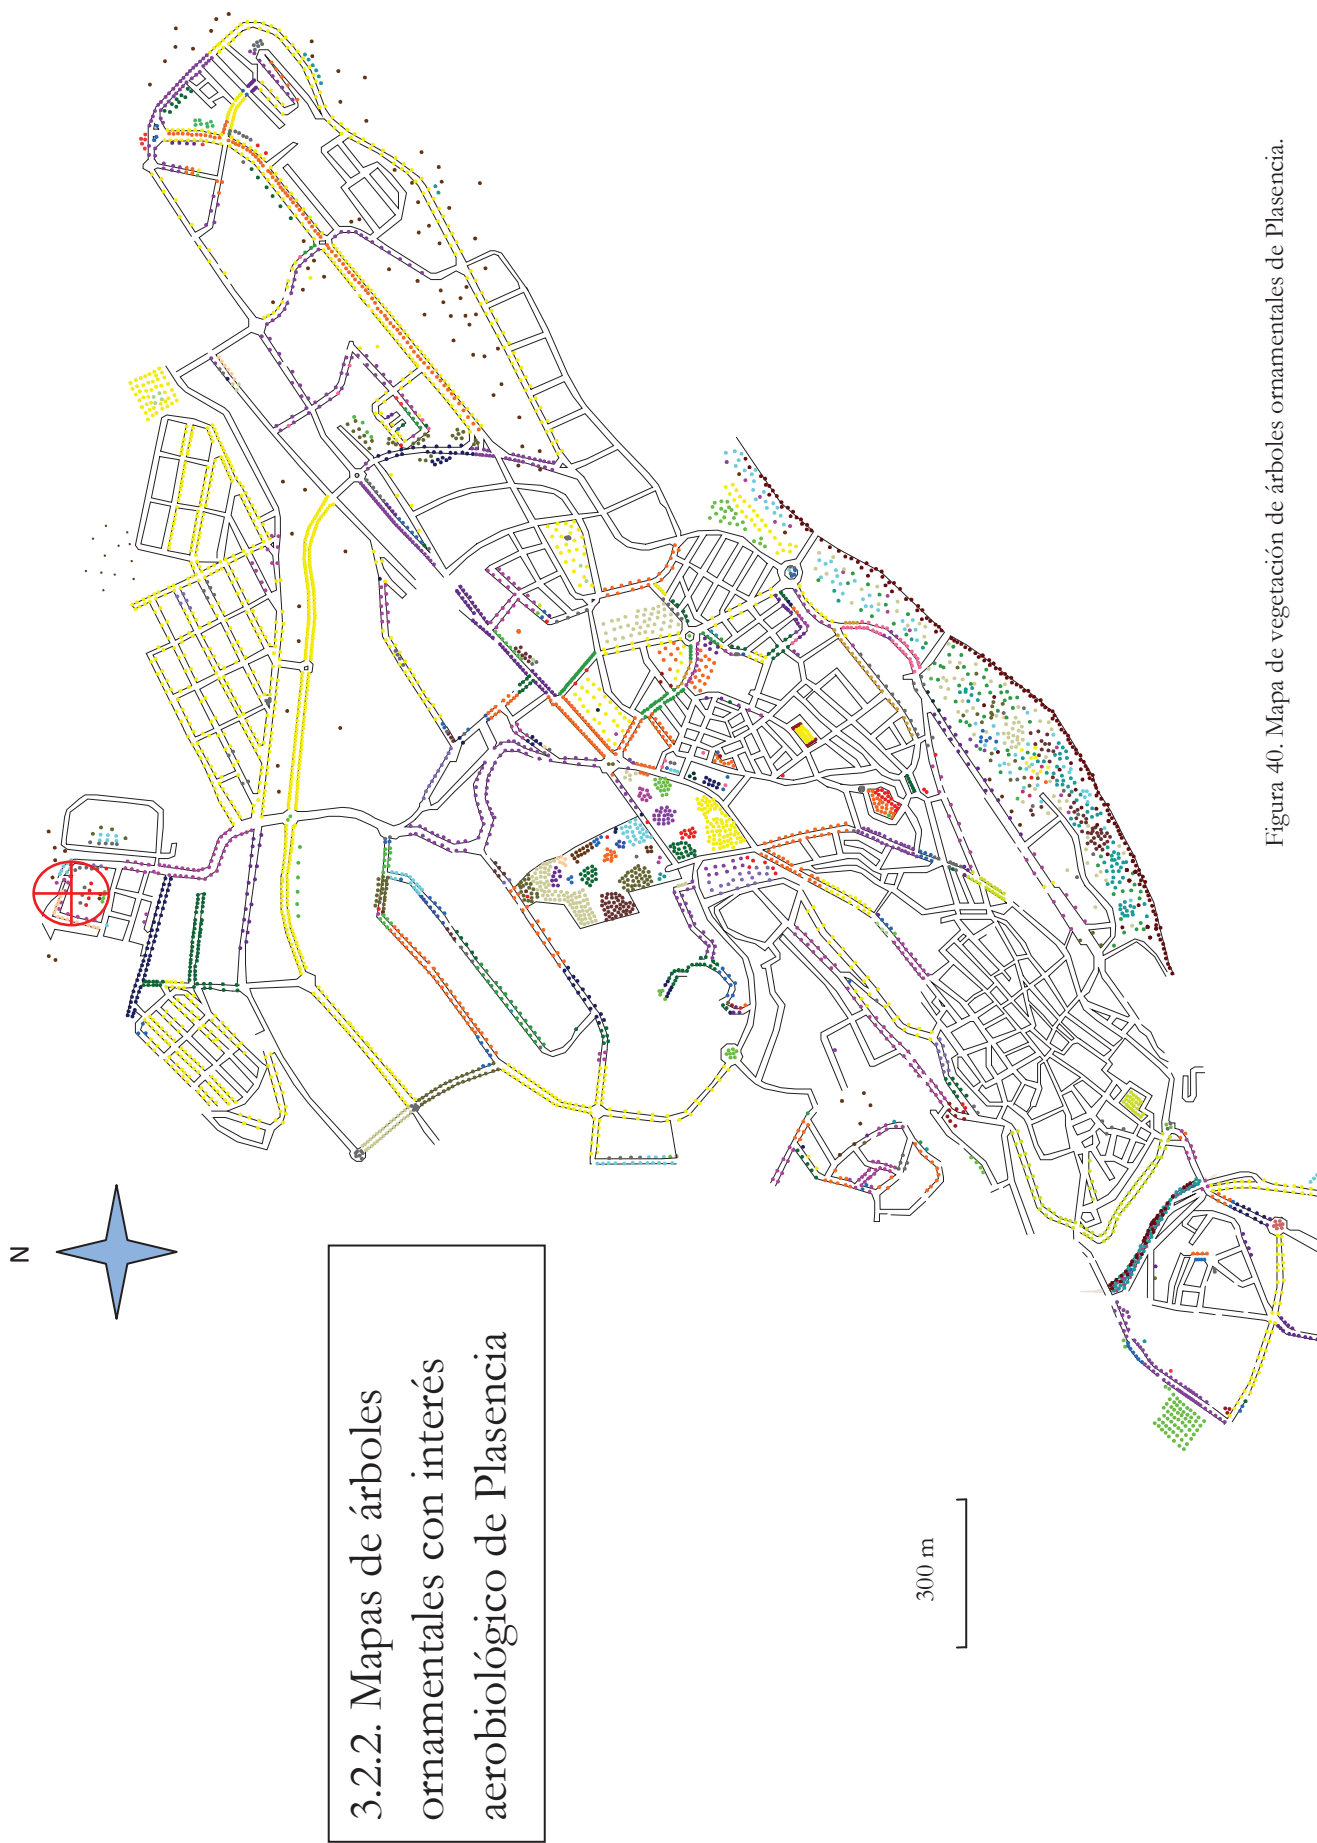 3.2.2. Mapas de árboles
ornamentales con interés
aerobiológico de Plasencia
N
300 m
Figura 40. Mapa de vegetación de árboles ornamentales de Plasencia.